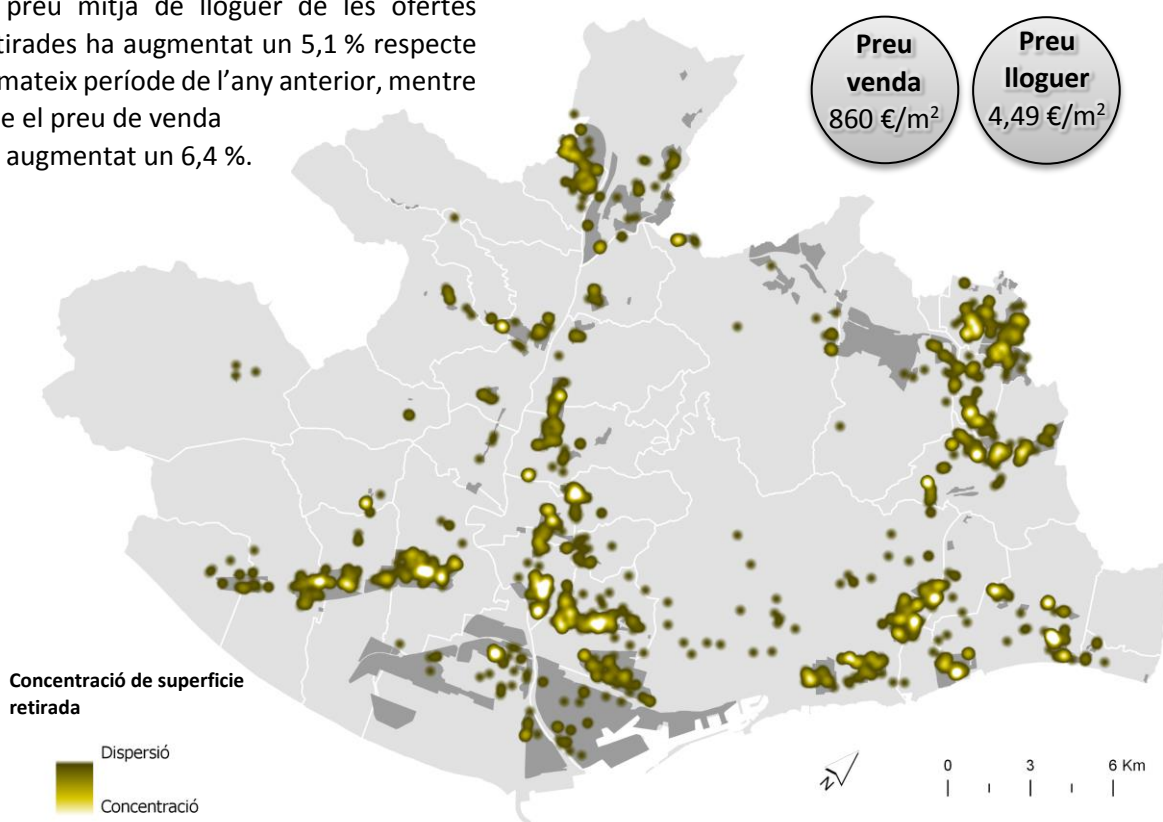 preu mitjà de lloguer de les ofertes
tirades ha augmentat un 5,1 % respecte
mateix període de l'any anterior, mentre
e el preu de venda
augmentat un 6,4 %.
Preu
venda
860 €/m²
Preu
lloguer
4,49 €/m²
Concentració de superficie
retirada
Dispersió
Concentració
N
0 3 6 Km